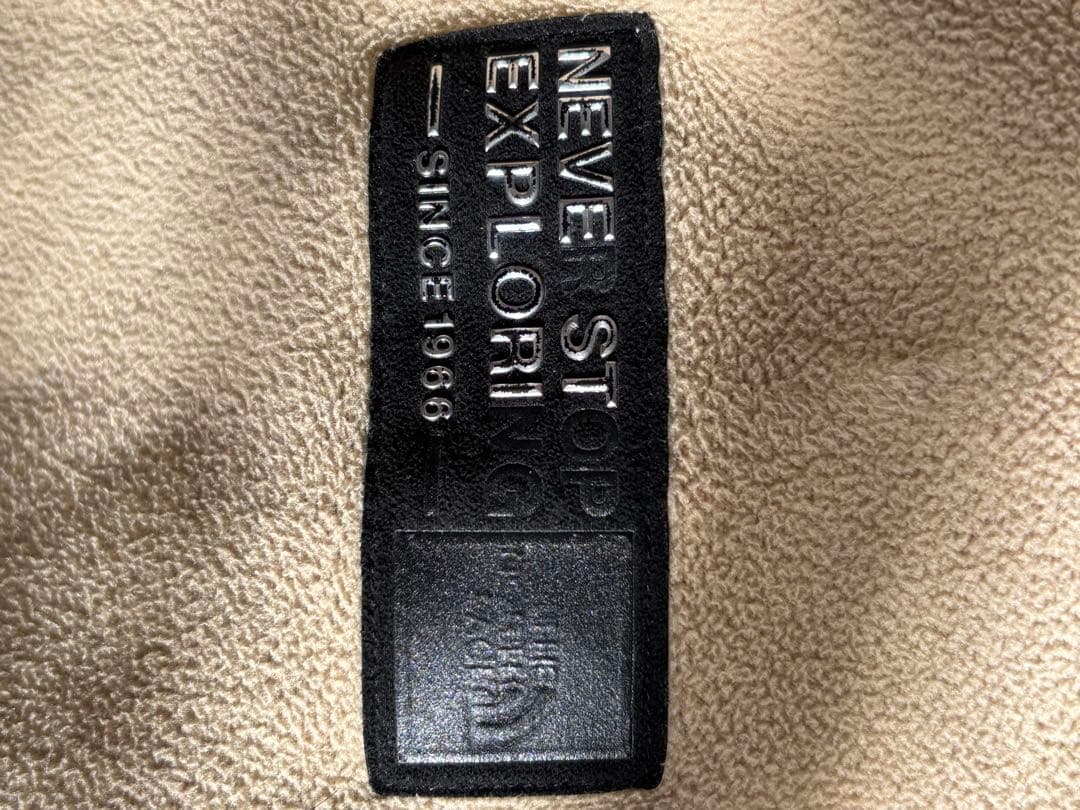 NEVER STOP
EXPLORING
SINCE 1966
THE
NORTH
FACE